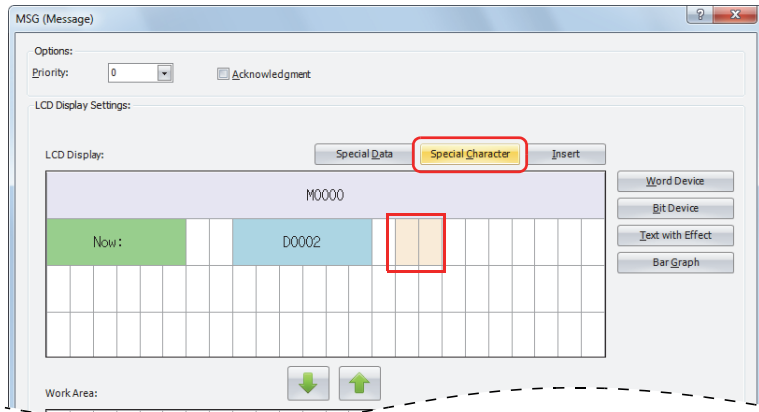 MSG (Message)
Options:
Priority: 0 Acknowledgment
LCD Display Settings:
LCD Display: Special Data Special Character Insert
M0000 Word Device
Bit Device
Now: D0002 Text with Effect
Bar Graph
Work Area: